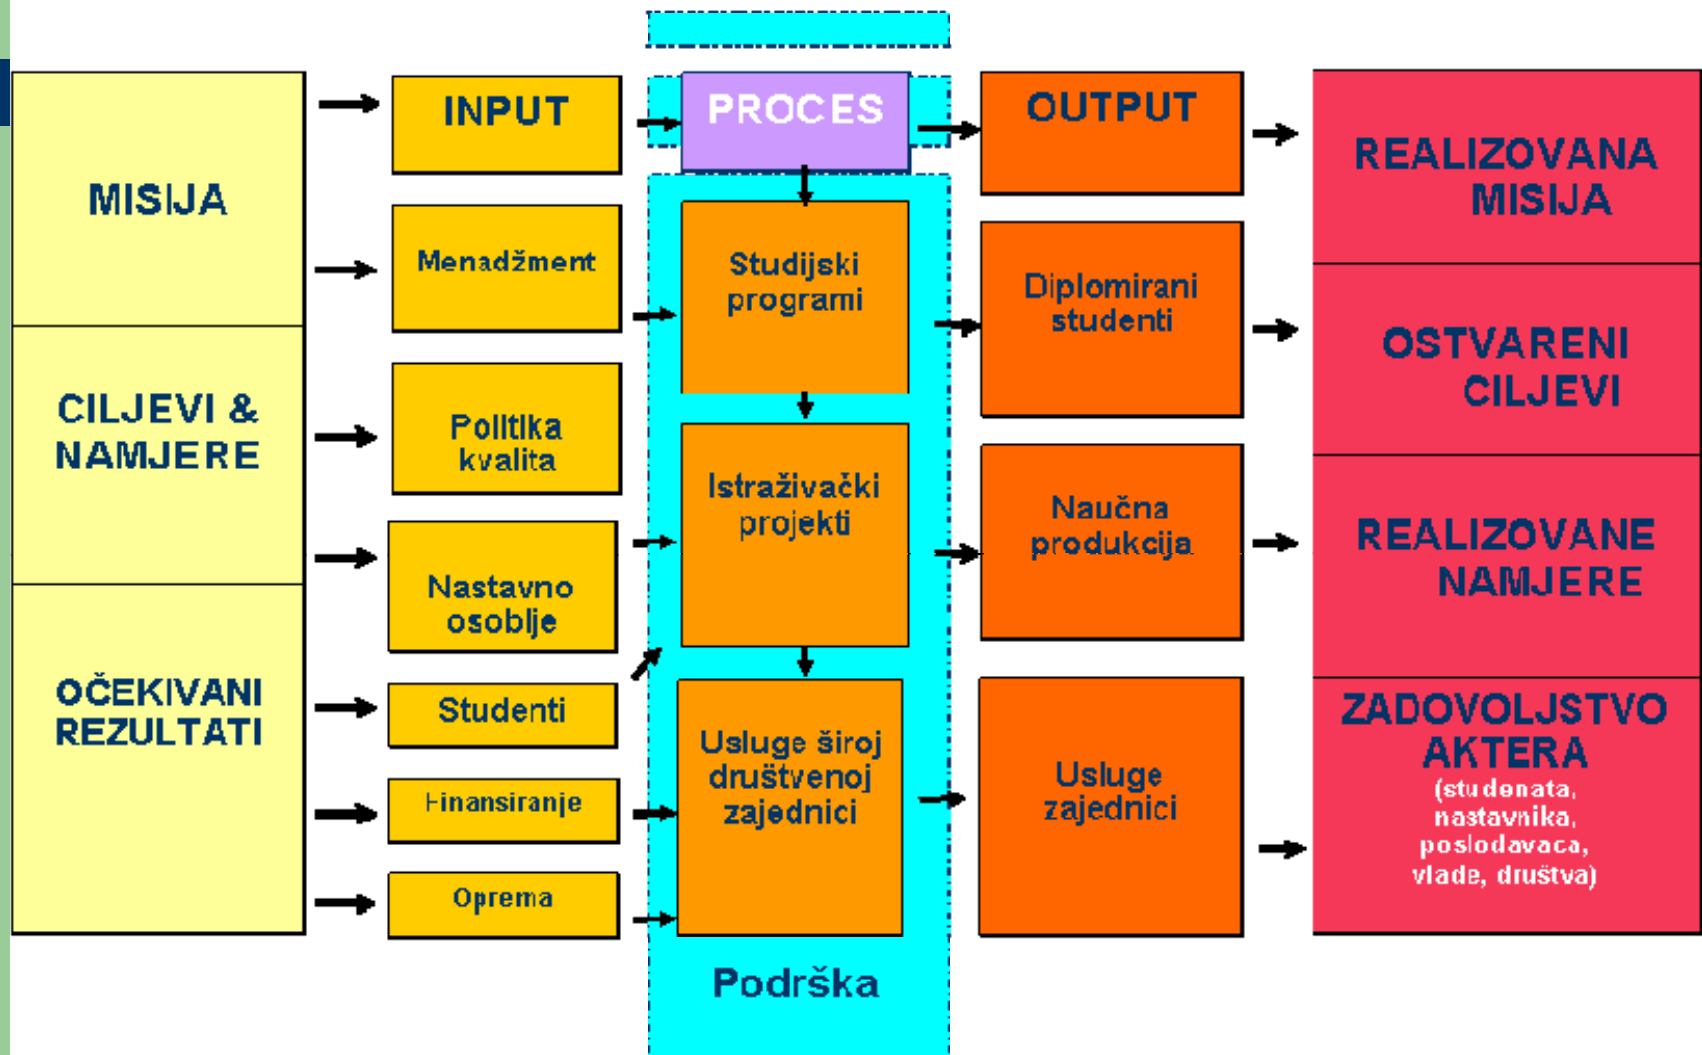 MISIJA
CILJEVI &
NAMJERE
OČEKIVANI
REZULTATI
INPUT
Menadžment
Politika
kvalita
Nastavno
osoblje
Studenti
Finansiranje
Oprema
PROCES
Studijski
programi
Istraživački
projekti
Usluge široj
društvenoj
zajednici
Podrška
OUTPUT
Diplomirani
studenti
Naučna
produkcija
Usluge
zajednici
REALIZOVANA
MISIJA
OSTVARENI
CILJEVI
REALIZOVANE
NAMJERE
ZADOVOLJSTVO
AKTERA
(studenata,
nastavnika,
poslodavaca,
vlade, društva)